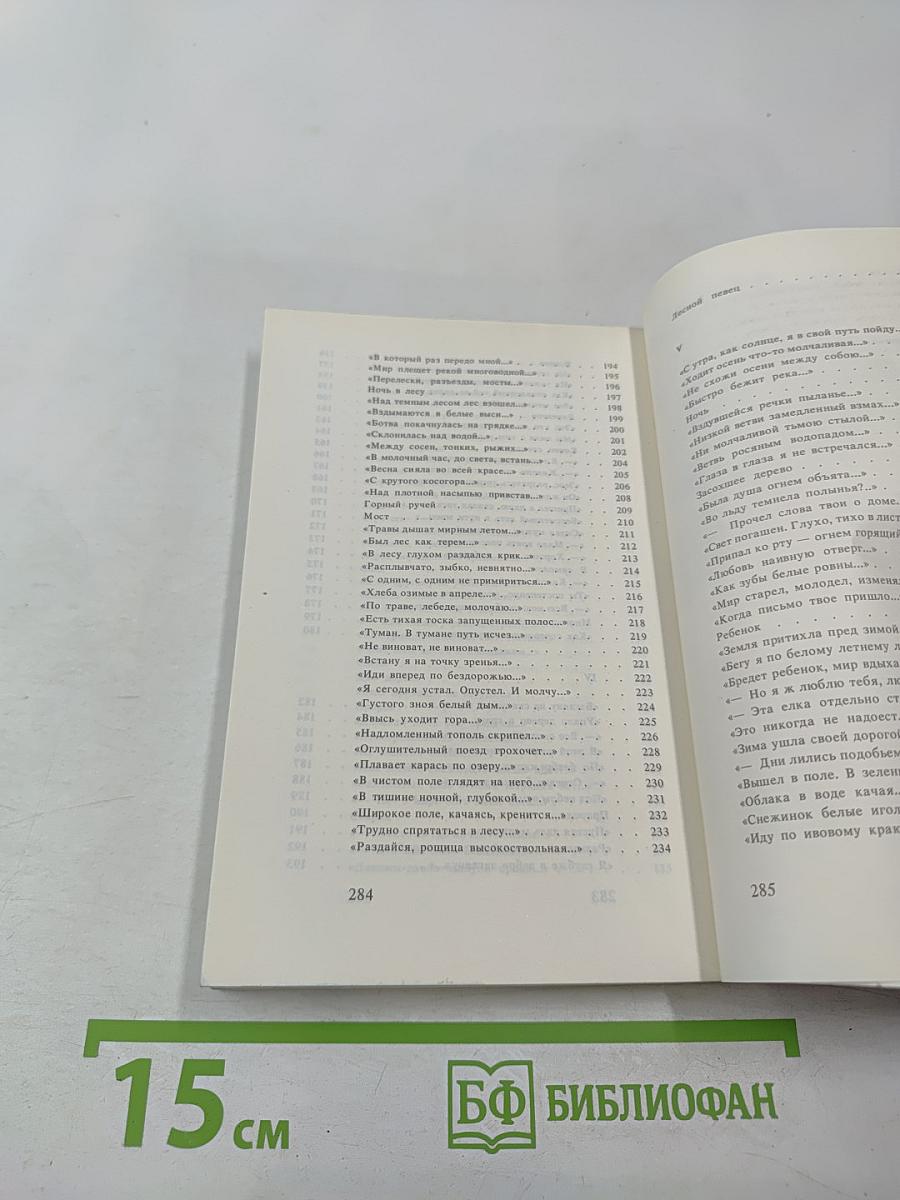 «В который раз передо мной...» . . . . . 194
«Мир плещет рекой многоводной...» . . . 195
«Перелески, разъезды, мосты...» . . . . . 196
Ночь в лесу . . . . . . . . . . 197
«Над темным лесом лес взошел...» . . . . 198
«Вздымаются в белые выси...» . . . . . 199
«Ботва покачнулась на грядке...» . . . . . 200
«Склонилась над водой...» . . . . . . . 201
«Между сосен, тонких, рыжих...» . . . . . 202
«В молочный час, до света, встань...» . . . 204
«Весна сияла во всей красе...» . . . . . 205
«С крутого косогора...» . . . . . . . . 206
«Над плотной насыпью привстав...» . . . . 208
Горный ручей . . . . . . . . . . 209
Мост . . . . . . . . . . . . . 210
«Травы дышат мирным летом...» . . . . . 211
«Был лес как терем...» . . . . . . . . 212
«В лесу глухом раздался крик...» . . . . . 213
«Расплывчато, зыбко, невнятно...» . . . . 214
«С одним, с одним не примириться...» . . . 215
«Хлеба озимые в апреле...» . . . . . . . 216
«По траве, лебеде, молочаю...» . . . . . 217
«Есть тихая тоска запущенных полос...» . . 218
«Туман. В тумане путь исчез...» . . . . . 219
«Не виноват, не виноват...» . . . . . . 220
«Встану я на точку зренья...» . . . . . . 221
«Иди вперед по бездорожью...» . . . . . 222
«Я сегодня устал. Опустел. И молчу...» . . . 223
«Густого зноя белый дым...» . . . . . . 224
«Ввысь уходит гора...» . . . . . . . . 225
«Надломленный тополь скрипел...» . . . . 226
«Оглушительный поезд грохочет...» . . . . 228
«Плавает карась по озеру...» . . . . . . 229
«В чистом поле глядят на него...» . . . . . 230
«В тишине ночной, глубокой...» . . . . . 231
«Широкое поле, качаясь, кренится...» . . . 232
«Трудно спрятаться в лесу...» . . . . . . 233
«Раздайся, рощица высокоствольная...» . . . . 234
284
Лесной певец . . . . . . . . . .
V
«С утра, как солнце, я в свой путь пойду...
«Ходит осень что-то молчаливая...» .
«Не схожи осени между собою...» .
«Быстро бежит река...» . . .
Ночь . . . . . . . .
«Вздувшейся речки пыланье...» .
«Низкой ветви замедленный взмах...»
«Ни молчаливой тьмою стылой...» .
«Ветвь росяным водопадом...» . .
«Глаза в глаза я не встречался...»
Засохшее дерево . . . . .
«Была душа огнем объята...» . .
«Во льду темнела полынья?..» .
«— Прочел слова твои о доме.
«Свет погашен. Глухо, тихо в лист
«Припал ко рту — огнем горящий
«Любовь наивную отверг...» .
«Как зубы белые ровны...» . .
«Мир старел, молодел, изменя
«Когда письмо твое пришло...
Ребенок . . . . . . .
«Земля притихла пред зимой
«Бегу я по белому летнему л
«Бредет ребенок, мир вдыха
«— Но я ж люблю тебя, лю
«— Эта елка отдельно ст
«Это никогда не надоест.
«Зима ушла своей дорогой
«— Дни лились подобьем
«Вышел в поле. В зелен
«Облака в воде качая..
«Снежинок белые игол
«Иду по ивовому крак
285
15 см
БФ БИБЛИОФАН